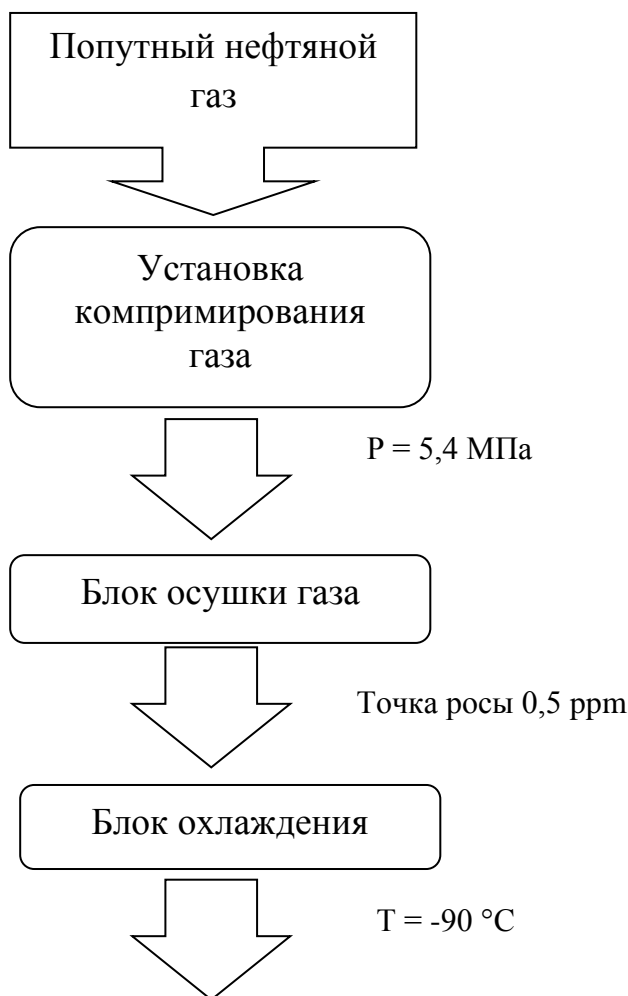 Попутный нефтяной
газ
Установка
компримирования
газа
Р = 5,4 МПа
Блок осушки газа
Точка росы 0,5 ppm
Блок охлаждения
Т = -90 °С